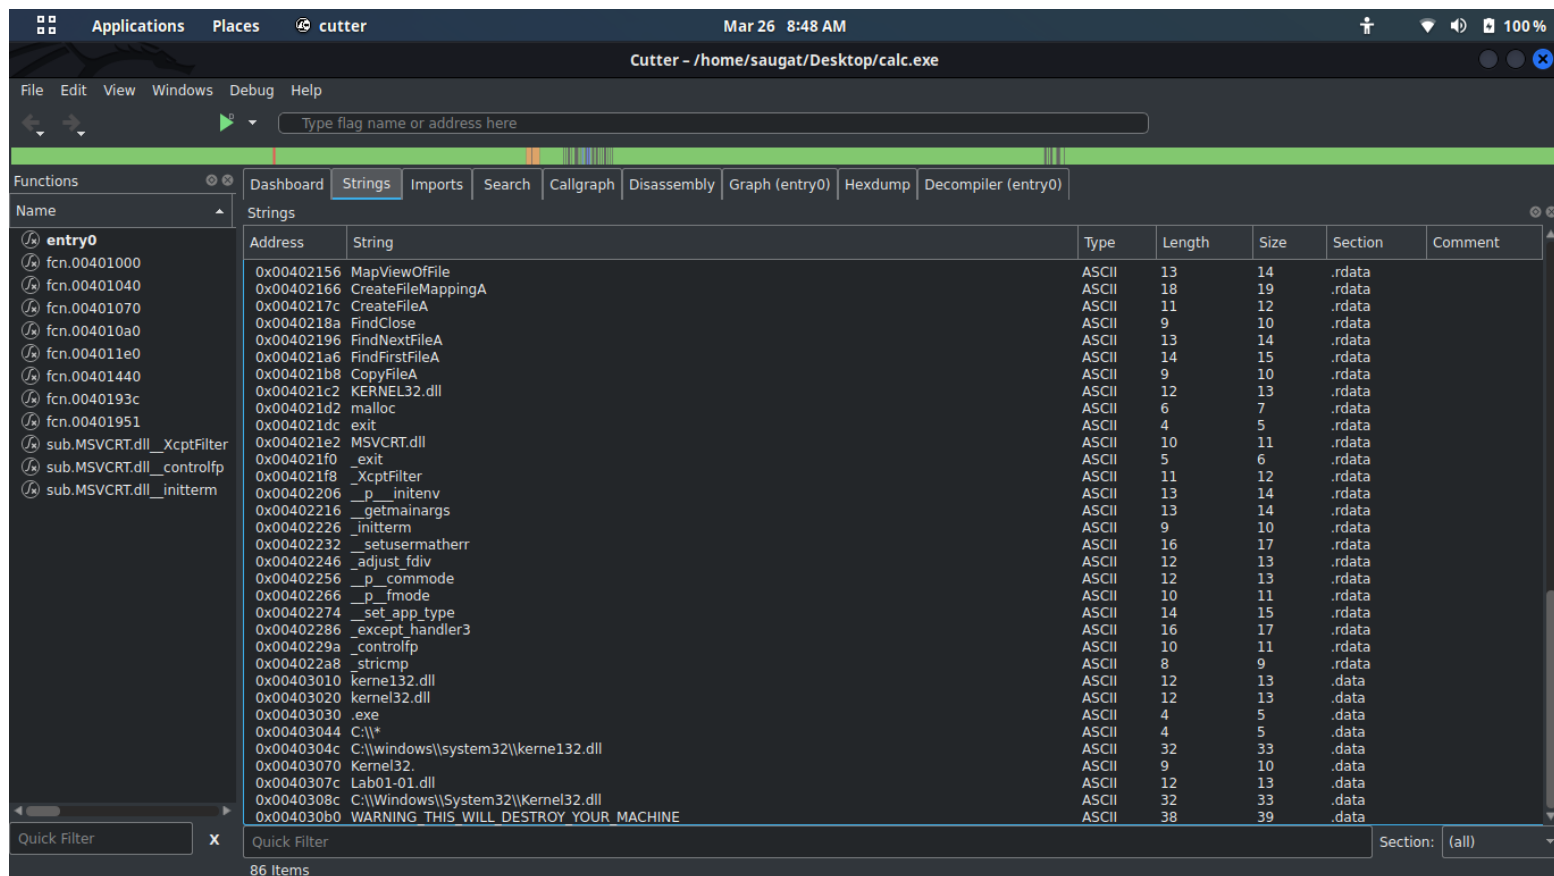 Applications Places cutter Mar 26 8:48 AM 100 %
Cutter – /home/saugat/Desktop/calc.exe
File Edit View Windows Debug Help
Type flag name or address here
Functions
Name
entry0
fcn.00401000
fcn.00401040
fcn.00401070
fcn.004010a0
fcn.004011e0
fcn.00401440
fcn.0040193c
fcn.00401951
sub.MSVCRT.dll__XcptFilter
sub.MSVCRT.dll__controlfp
sub.MSVCRT.dll__initterm
Quick Filter X
Dashboard Strings Imports Search Callgraph Disassembly Graph (entry0) Hexdump Decompiler (entry0)
Strings
Address String Type Length Size Section Comment
0x00402156 MapViewOfFile ASCII 13 14 .rdata
0x00402166 CreateFileMappingA ASCII 18 19 .rdata
0x0040217c CreateFileA ASCII 11 12 .rdata
0x0040218a FindClose ASCII 9 10 .rdata
0x00402196 FindNextFileA ASCII 13 14 .rdata
0x004021a6 FindFirstFileA ASCII 14 15 .rdata
0x004021b8 CopyFileA ASCII 9 10 .rdata
0x004021c2 KERNEL32.dll ASCII 12 13 .rdata
0x004021d2 malloc ASCII 6 7 .rdata
0x004021dc exit ASCII 4 5 .rdata
0x004021e2 MSVCRT.dll ASCII 10 11 .rdata
0x004021f0 _exit ASCII 5 6 .rdata
0x004021f8 _XcptFilter ASCII 11 12 .rdata
0x00402206 __p___initenv ASCII 13 14 .rdata
0x00402216 __getmainargs ASCII 13 14 .rdata
0x00402226 _initterm ASCII 9 10 .rdata
0x00402232 __setusermatherr ASCII 16 17 .rdata
0x00402246 _adjust_fdiv ASCII 12 13 .rdata
0x00402256 __p__commode ASCII 12 13 .rdata
0x00402266 __p__fmode ASCII 10 11 .rdata
0x00402274 __set_app_type ASCII 14 15 .rdata
0x00402286 _except_handler3 ASCII 16 17 .rdata
0x0040229a _controlfp ASCII 10 11 .rdata
0x004022a8 _stricmp ASCII 8 9 .rdata
0x00403010 kerne132.dll ASCII 12 13 .data
0x00403020 kernel32.dll ASCII 12 13 .data
0x00403030 .exe ASCII 4 5 .data
0x00403044 C:\\* ASCII 4 5 .data
0x0040304c C:\\windows\\system32\\kerne132.dll ASCII 32 33 .data
0x00403070 Kernel32. ASCII 9 10 .data
0x0040307c Lab01-01.dll ASCII 12 13 .data
0x0040308c C:\\Windows\\System32\\Kernel32.dll ASCII 32 33 .data
0x004030b0 WARNING_THIS_WILL_DESTROY_YOUR_MACHINE ASCII 38 39 .data
Quick Filter Section: (all)
86 Items